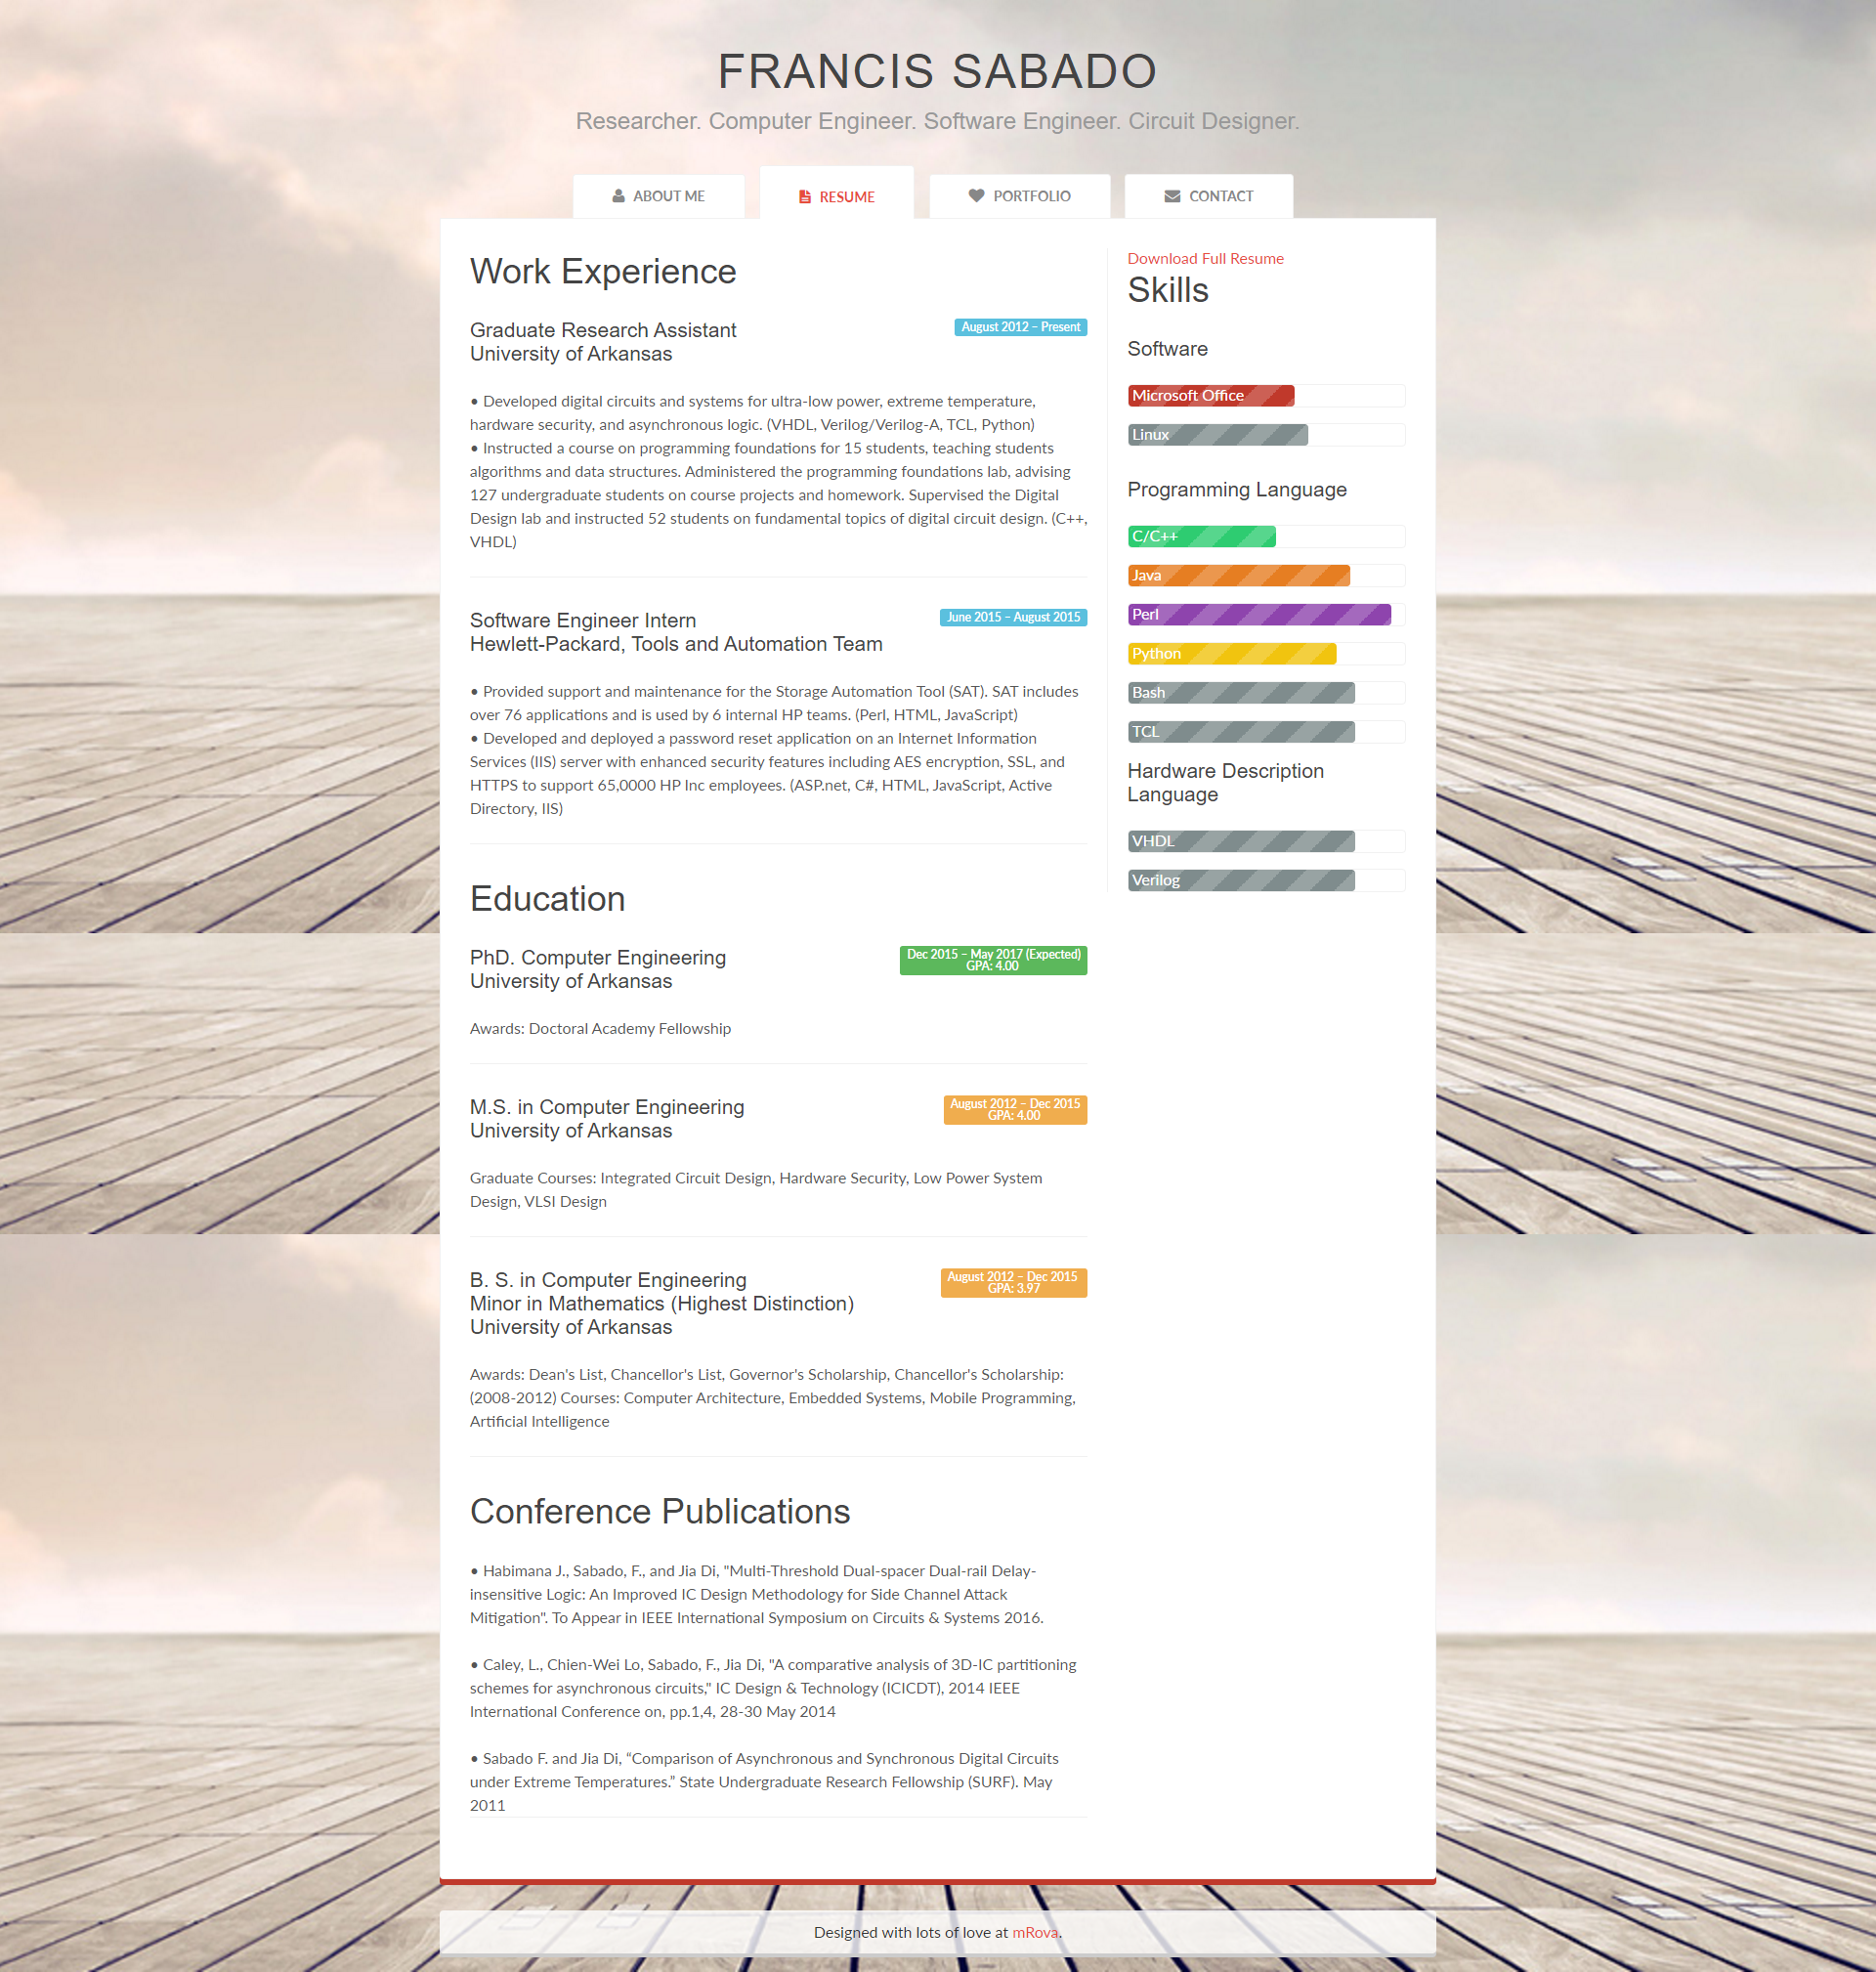 FRANCIS SABADO
Researcher. Computer Engineer. Software Engineer. Circuit Designer.
ABOUT ME
RESUME
PORTFOLIO
CONTACT
Work Experience
Graduate Research Assistant
University of Arkansas
August 2012 – Present
• Developed digital circuits and systems for ultra-low power, extreme temperature,
hardware security, and asynchronous logic. (VHDL, Verilog/Verilog-A, TCL, Python)
• Instructed a course on programming foundations for 15 students, teaching students
algorithms and data structures. Administered the programming foundations lab, advising
127 undergraduate students on course projects and homework. Supervised the Digital
Design lab and instructed 52 students on fundamental topics of digital circuit design. (C++,
VHDL)
Software Engineer Intern
Hewlett-Packard, Tools and Automation Team
June 2015 – August 2015
• Provided support and maintenance for the Storage Automation Tool (SAT). SAT includes
over 76 applications and is used by 6 internal HP teams. (Perl, HTML, JavaScript)
• Developed and deployed a password reset application on an Internet Information
Services (IIS) server with enhanced security features including AES encryption, SSL, and
HTTPS to support 65,0000 HP Inc employees. (ASP.net, C#, HTML, JavaScript, Active
Directory, IIS)
Education
PhD. Computer Engineering
University of Arkansas
Dec 2015 – May 2017 (Expected)
GPA: 4.00
Awards: Doctoral Academy Fellowship
M.S. in Computer Engineering
University of Arkansas
August 2012 – Dec 2015
GPA: 4.00
Graduate Courses: Integrated Circuit Design, Hardware Security, Low Power System
Design, VLSI Design
B. S. in Computer Engineering
Minor in Mathematics (Highest Distinction)
University of Arkansas
August 2012 – Dec 2015
GPA: 3.97
Awards: Dean's List, Chancellor's List, Governor's Scholarship, Chancellor's Scholarship:
(2008-2012) Courses: Computer Architecture, Embedded Systems, Mobile Programming,
Artificial Intelligence
Conference Publications
• Habimana J., Sabado, F., and Jia Di, "Multi-Threshold Dual-spacer Dual-rail Delay-
insensitive Logic: An Improved IC Design Methodology for Side Channel Attack
Mitigation". To Appear in IEEE International Symposium on Circuits & Systems 2016.
• Caley, L., Chien-Wei Lo, Sabado, F., Jia Di, "A comparative analysis of 3D-IC partitioning
schemes for asynchronous circuits," IC Design & Technology (ICICDT), 2014 IEEE
International Conference on, pp.1,4, 28-30 May 2014
• Sabado F. and Jia Di, “Comparison of Asynchronous and Synchronous Digital Circuits
under Extreme Temperatures.” State Undergraduate Research Fellowship (SURF). May
2011
Download Full Resume
Skills
Software
Microsoft Office
Linux
Programming Language
C/C++
Java
Perl
Python
Bash
TCL
Hardware Description
Language
VHDL
Verilog
Designed with lots of love at mRova.